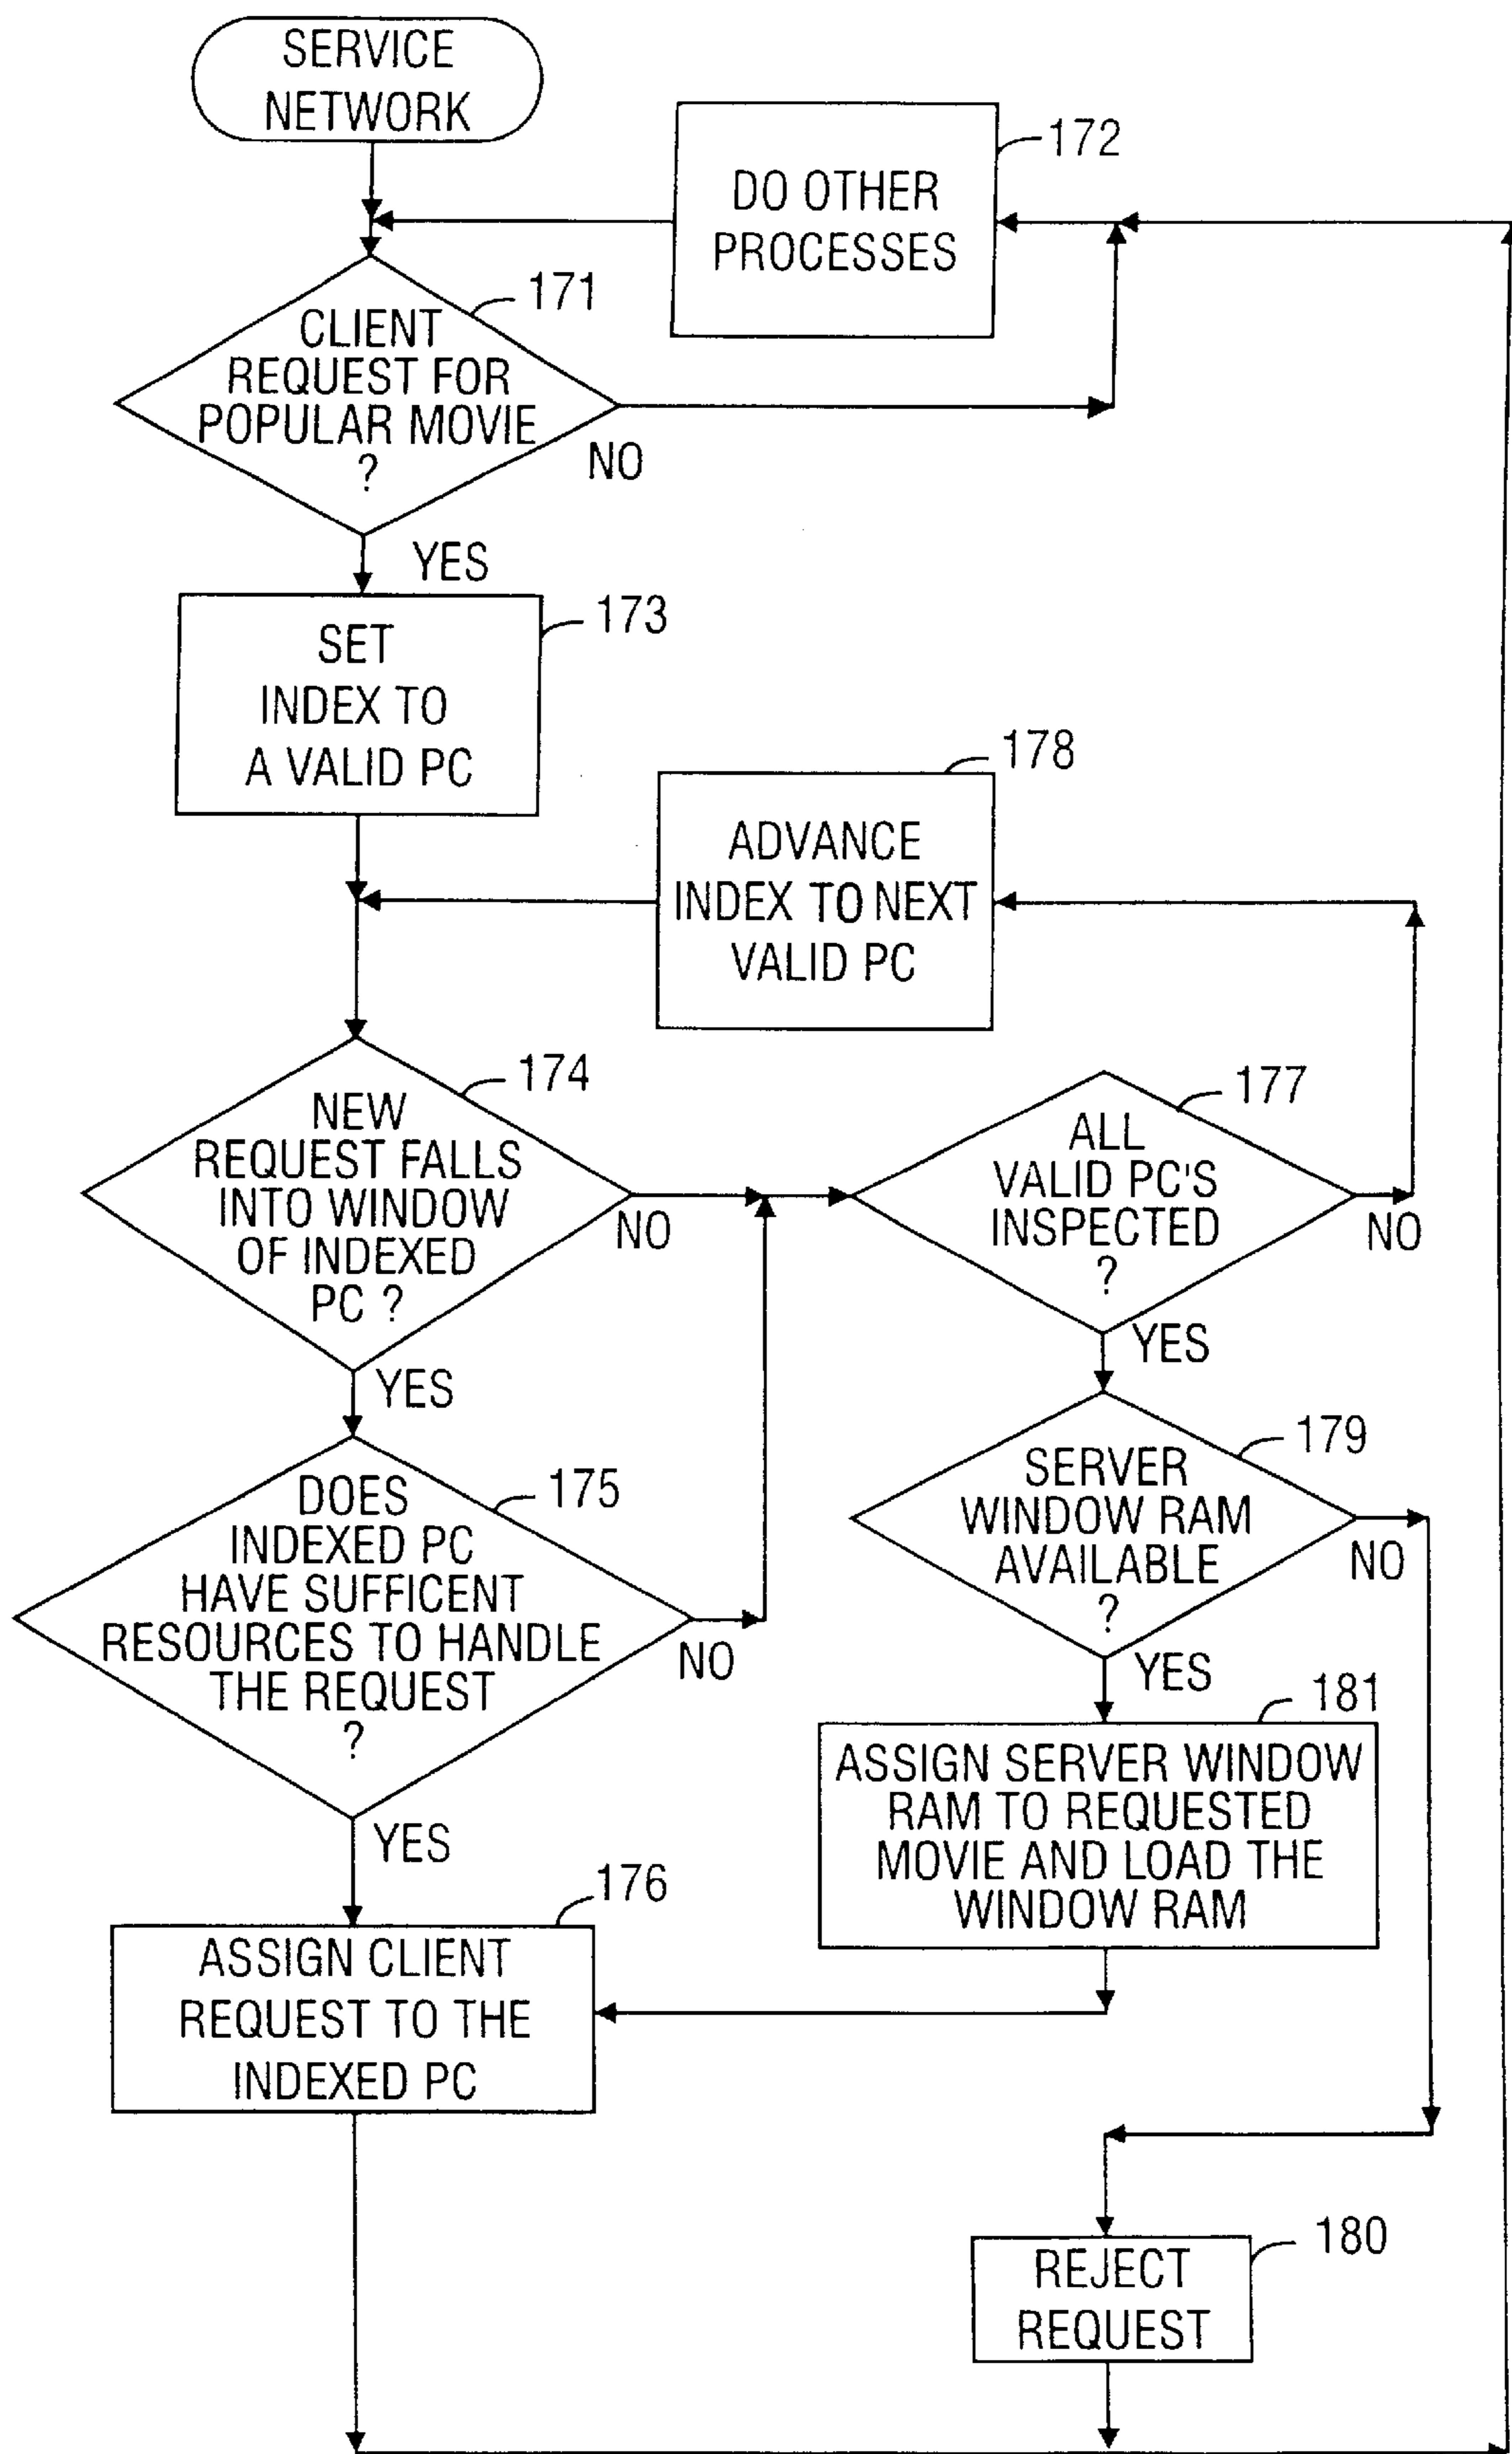 SERVICE
NETWORK
DO OTHER
PROCESSES
172
CLIENT
REQUEST FOR
POPULAR MOVIE
?
171
NO
YES
SET
INDEX TO
A VALID PC
173
ADVANCE
INDEX TO NEXT
VALID PC
178
NEW
REQUEST FALLS
INTO WINDOW
OF INDEXED
PC ?
174
NO
YES
ALL
VALID PC'S
INSPECTED
?
177
NO
YES
DOES
INDEXED PC
HAVE SUFFICENT
RESOURCES TO HANDLE
THE REQUEST
?
175
NO
YES
SERVER
WINDOW RAM
AVAILABLE
?
179
NO
YES
ASSIGN SERVER WINDOW
RAM TO REQUESTED
MOVIE AND LOAD THE
WINDOW RAM
181
ASSIGN CLIENT
REQUEST TO THE
INDEXED PC
176
REJECT
REQUEST
180